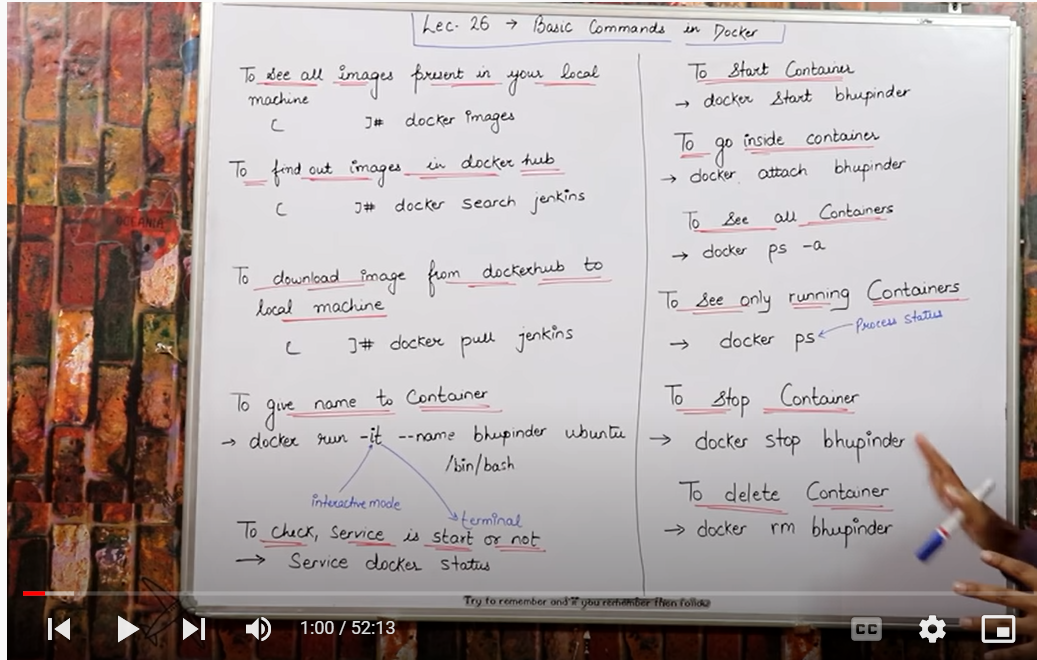 Lec. 26 → Basic Commands in Docker
To see all images present in your local
machine
[ ]# docker images
To find out images in docker hub
[ ]# docker search jenkins
To download image from dockerhub to
local machine
[ ]# docker pull jenkins
To give name to Container
→ docker run -it --name bhupinder ubuntu
/bin/bash
interactive mode
terminal
To check, service is start or not
→ Service docker status
To Start Container
→ docker start bhupinder
To go inside container
→ docker attach bhupinder
To see all Containers
→ docker ps -a
To see only running Containers
→ docker ps
Process status
To stop Container
→ docker stop bhupinder
To delete Container
→ docker rm bhupinder
Try to remember and if you remember then follow
OCEANIA
1:00 / 52:13
CC